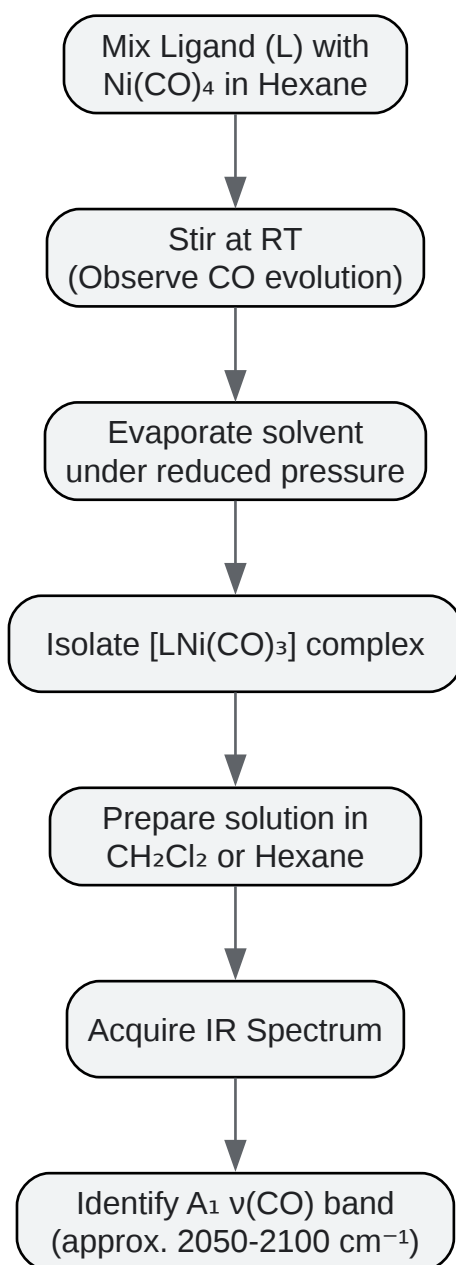 Mix Ligand (L) with
Ni(CO)₄ in Hexane
Stir at RT
(Observe CO evolution)
Evaporate solvent
under reduced pressure
Isolate [LNi(CO)₃] complex
Prepare solution in
CH₂Cl₂ or Hexane
Acquire IR Spectrum
Identify A₁ ν(CO) band
(approx. 2050-2100 cm⁻¹)